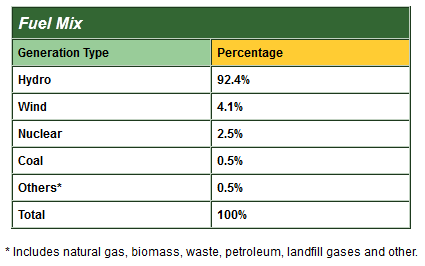 Fuel Mix
Generation Type Percentage
Hydro 92.4%
Wind 4.1%
Nuclear 2.5%
Coal 0.5%
Others* 0.5%
Total 100%
* Includes natural gas, biomass, waste, petroleum, landfill gases and other.